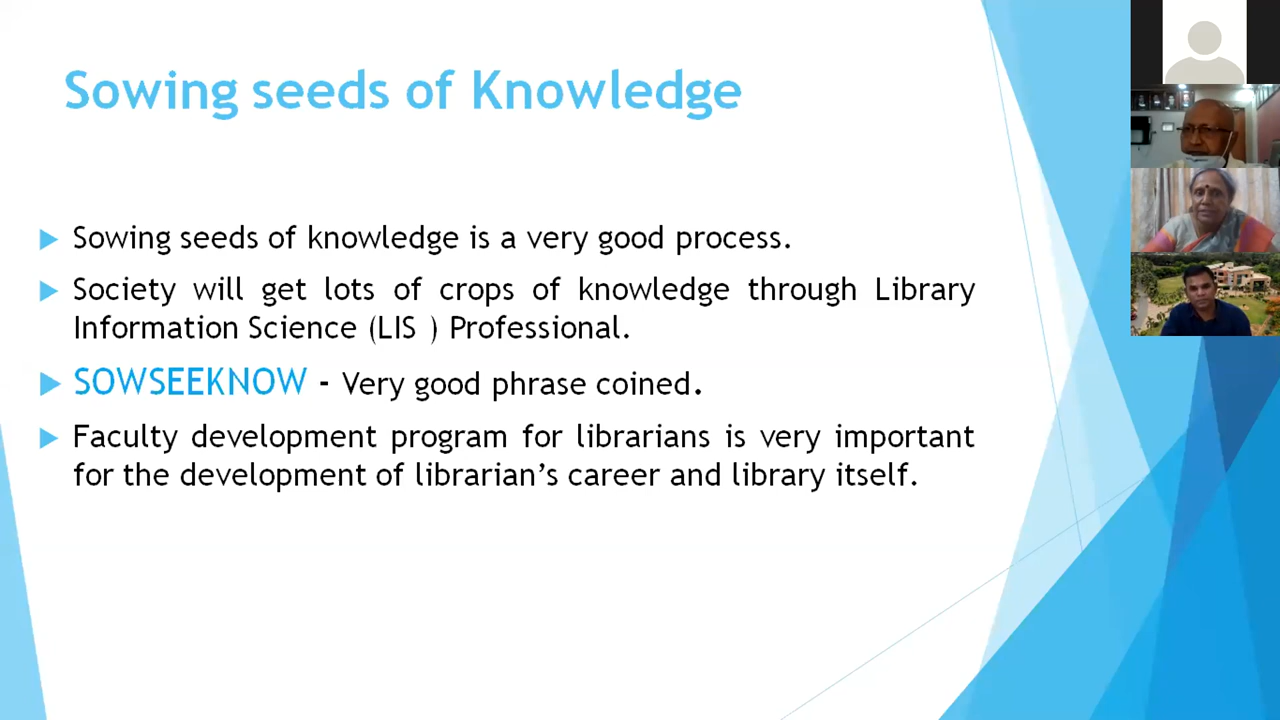 Sowing seeds of Knowledge
Sowing seeds of knowledge is a very good process.
Society will get lots of crops of knowledge through Library
Information Science (LIS ) Professional.
SOWSEEKNOW - Very good phrase coined.
Faculty development program for librarians is very important
for the development of librarian’s career and library itself.